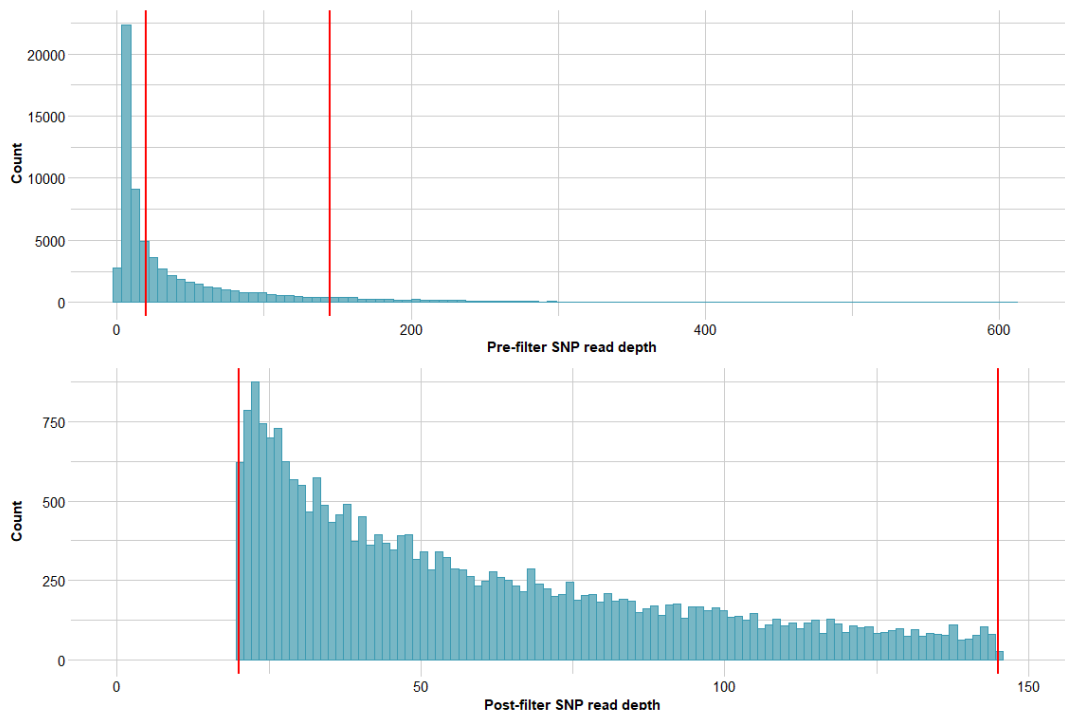 Count
20000
15000
10000
5000
0
0 200 400 600
Pre-filter SNP read depth
Count
750
500
250
0
0 50 100 150
Post-filter SNP read depth